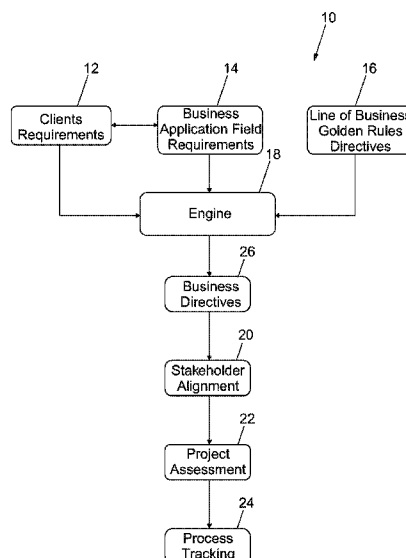 10
12
14
16
Clients
Requirements
Business
Application Field
Requirements
Line of Business
Golden Rules
Directives
18
Engine
26
Business
Directives
20
Stakeholder
Alignment
22
Project
Assessment
24
Process
Tracking